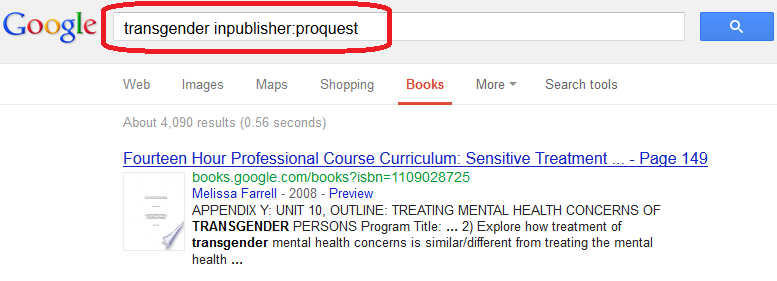 Google transgender inpublisher:proquest
Web Images Maps Shopping Books More Search tools
About 4,090 results (0.56 seconds)
Fourteen Hour Professional Course Curriculum: Sensitive Treatment ... - Page 149
books.google.com/books?isbn=1109028725
Melissa Farrell - 2008 - Preview
APPENDIX Y: UNIT 10, OUTLINE: TREATING MENTAL HEALTH CONCERNS OF
TRANSGENDER PERSONS Program Title: ... 2) Explore how treatment of
transgender mental health concerns is similar/different from treating the mental
health ...